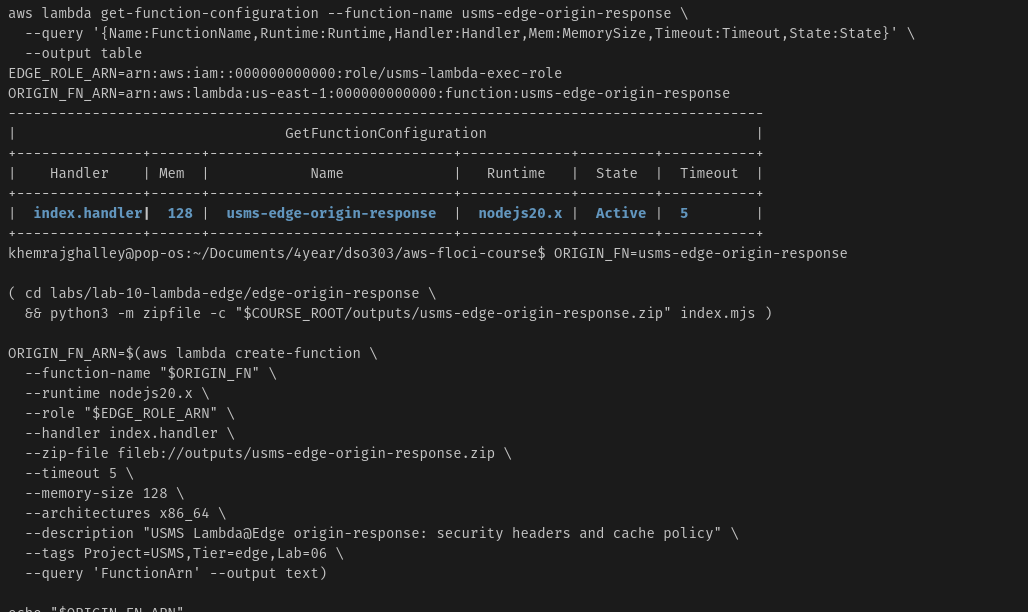 aws lambda get-function-configuration --function-name usms-edge-origin-response \
  --query '{Name:FunctionName,Runtime:Runtime,Handler:Handler,Mem:MemorySize,Timeout:Timeout,State:State}' \
  --output table
EDGE_ROLE_ARN=arn:aws:iam::000000000000:role/usms-lambda-exec-role
ORIGIN_FN_ARN=arn:aws:lambda:us-east-1:000000000000:function:usms-edge-origin-response
------------------------------------------------------------------------------------------
|                                GetFunctionConfiguration                                |
+---------------+------+-----------------------------+-------------+---------+-----------+
|    Handler    | Mem  |            Name             |   Runtime   |  State  |  Timeout  |
+---------------+------+-----------------------------+-------------+---------+-----------+
|  index.handler|  128 |  usms-edge-origin-response  |  nodejs20.x |  Active |  5        |
+---------------+------+-----------------------------+-------------+---------+-----------+
khemrajghalley@pop-os:~/Documents/4year/dso303/aws-floci-course$ ORIGIN_FN=usms-edge-origin-response

( cd labs/lab-10-lambda-edge/edge-origin-response \
  && python3 -m zipfile -c "$COURSE_ROOT/outputs/usms-edge-origin-response.zip" index.mjs )

ORIGIN_FN_ARN=$(aws lambda create-function \
  --function-name "$ORIGIN_FN" \
  --runtime nodejs20.x \
  --role "$EDGE_ROLE_ARN" \
  --handler index.handler \
  --zip-file fileb://outputs/usms-edge-origin-response.zip \
  --timeout 5 \
  --memory-size 128 \
  --architectures x86_64 \
  --description "USMS Lambda@Edge origin-response: security headers and cache policy" \
  --tags Project=USMS,Tier=edge,Lab=06 \
  --query 'FunctionArn' --output text)

echo "$ORIGIN_FN_ARN"